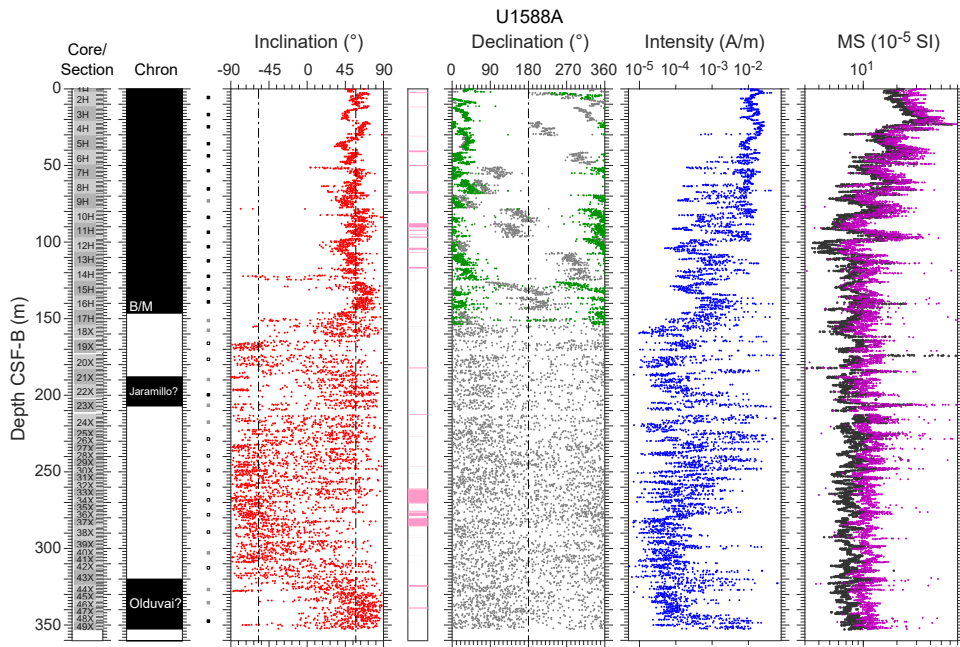 U1588A
Core/
Section
Chron
Inclination (°)
Declination (°)
Intensity (A/m)
MS (10-5 SI)
-90 -45 0 45 90
0 90 180 270 360
10-5 10-4 10-3 10-2
101
Depth CSF-B (m)
0
50
100
150
200
250
300
350
2H
3H
4H
5H
6H
7H
8H
9H
10H
11H
12H
13H
14H
15H
16H
17H
18X
19X
20X
21X
22X
23X
24X
25X
26X
27X
28X
29X
30X
31X
32X
33X
34X
35X
36X
37X
38X
39X
40X
41X
42X
43X
44X
45X
46X
47X
48X
49X
B/M
Jaramillo?
Olduvai?